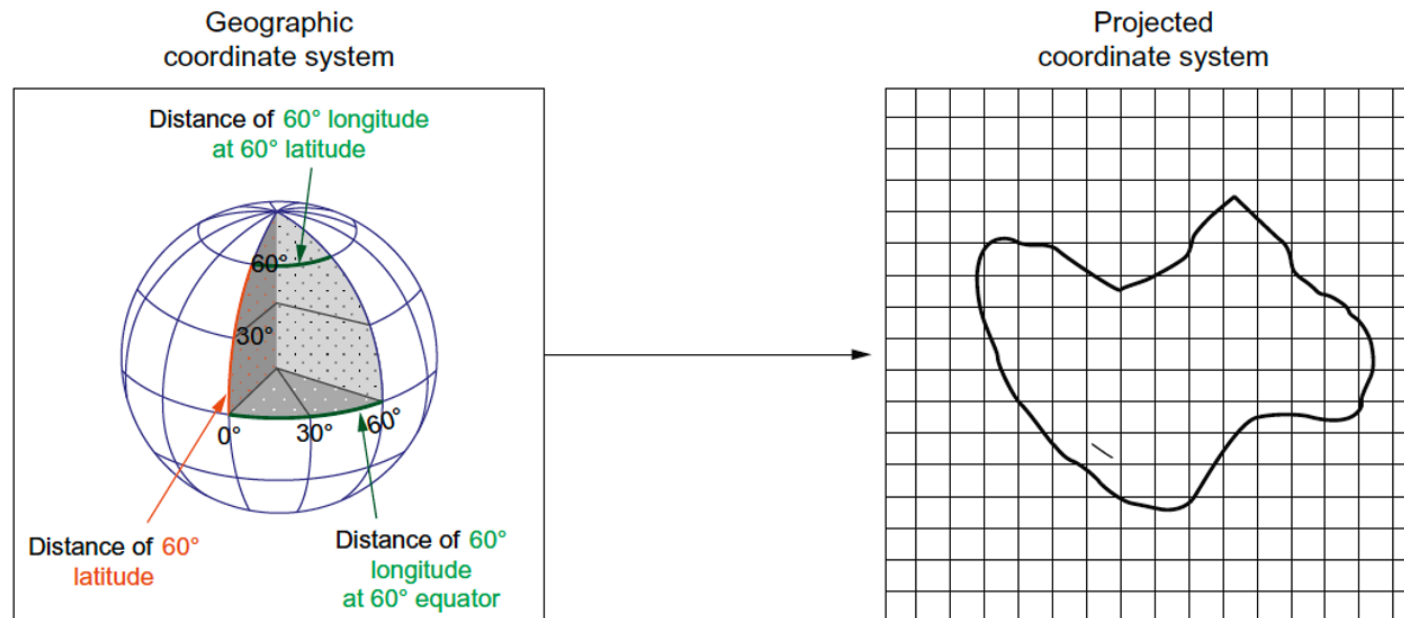 Geographic
coordinate system
Projected
coordinate system
Distance of 60° longitude
at 60° latitude
60°
30°
0°
30°
60°
Distance of 60°
latitude
Distance of 60°
longitude
at 60° equator